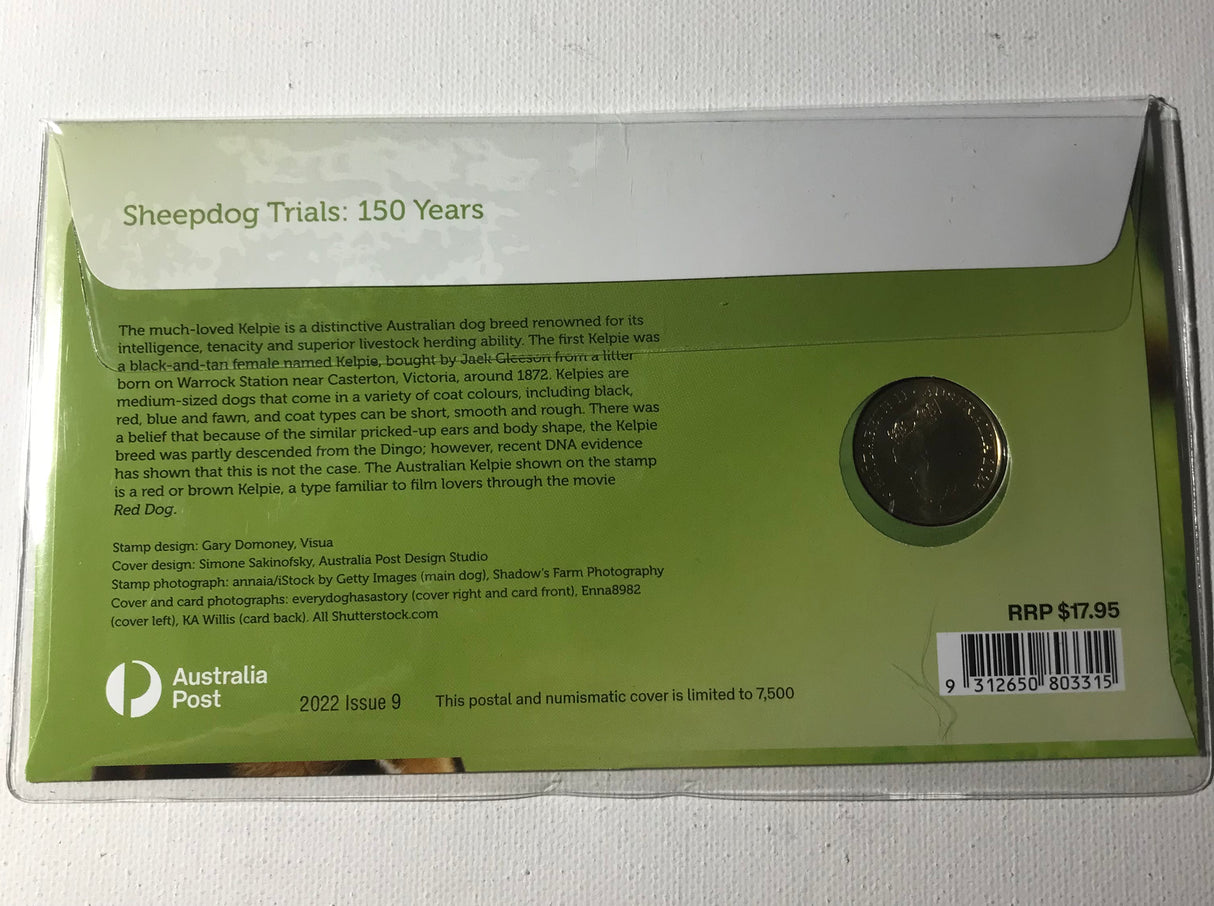 Sheepdog Trials: 150 Years
The much-loved Kelpie is a distinctive Australian dog breed renowned for its
intelligence, tenacity and superior livestock herding ability. The first Kelpie was
a black-and-tan female named Kelpie, bought by Jack Gleeson from a litter
born on Warrock Station near Casterton, Victoria, around 1872. Kelpies are
medium-sized dogs that come in a variety of coat colours, including black,
red, blue and fawn, and coat types can be short, smooth and rough. There was
a belief that because of the similar pricked-up ears and body shape, the Kelpie
breed was partly descended from the Dingo; however, recent DNA evidence
has shown that this is not the case. The Australian Kelpie shown on the stamp
is a red or brown Kelpie, a type familiar to film lovers through the movie
Red Dog.
Stamp design: Gary Domoney, Visua
Cover design: Simone Sakinofsky, Australia Post Design Studio
Stamp photograph: annaia/iStock by Getty Images (main dog), Shadow's Farm Photography
Cover and card photographs: everydoghasastory (cover right and card front), Enna8982
(cover left), KA Willis (card back). All Shutterstock.com
Australia
Post
2022 Issue 9
This postal and numismatic cover is limited to 7,500
RRP $17.95
9 312650 803315